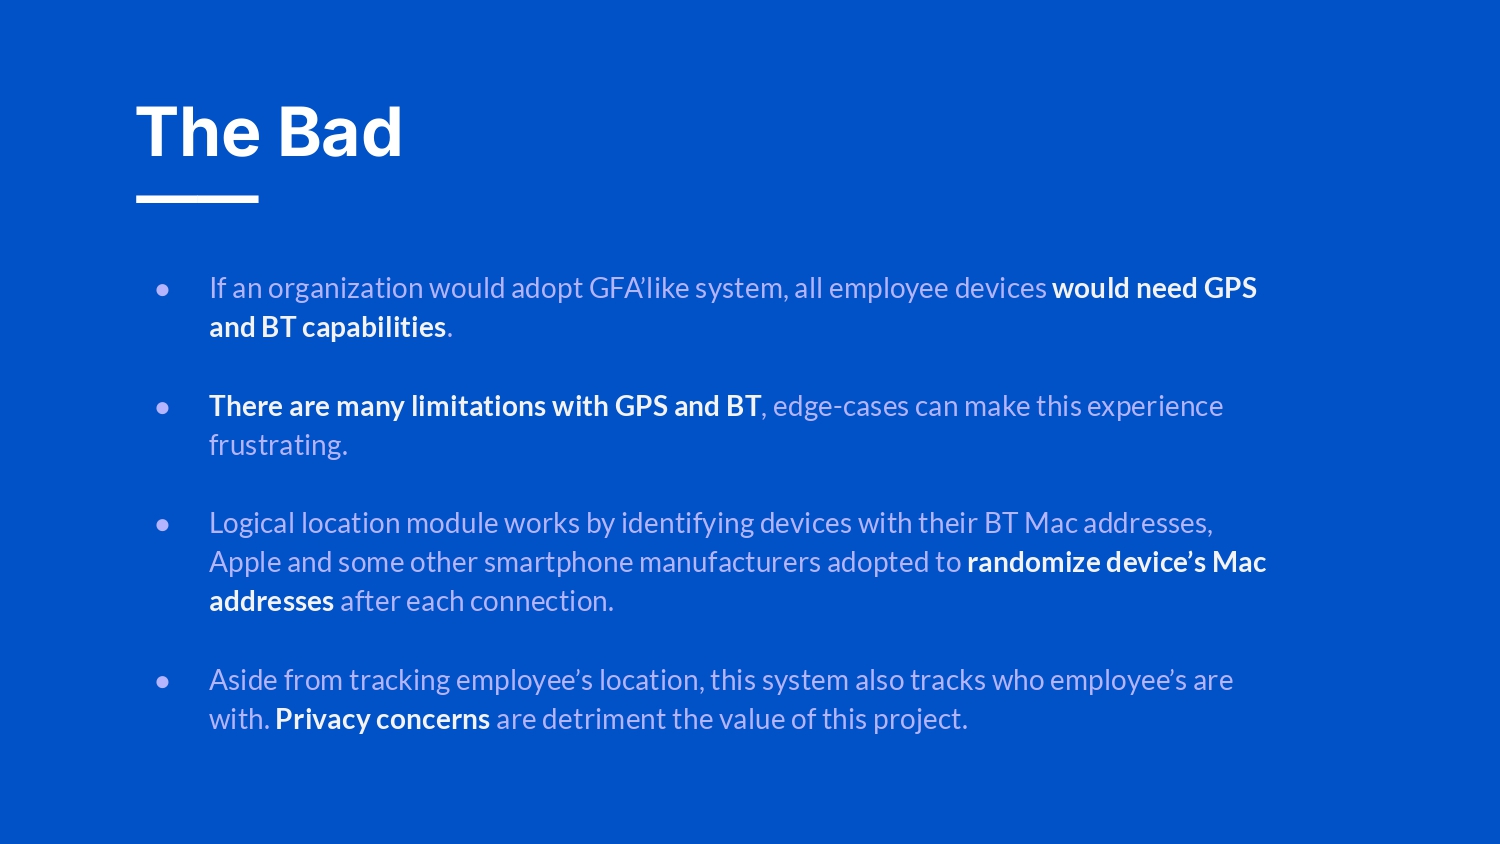 The Bad
● If an organization would adopt GFA’like system, all employee devices would need GPS
and BT capabilities.
● There are many limitations with GPS and BT, edge-cases can make this experience
frustrating.
● Logical location module works by identifying devices with their BT Mac addresses,
Apple and some other smartphone manufacturers adopted to randomize device’s Mac
addresses after each connection.
● Aside from tracking employee’s location, this system also tracks who employee’s are
with. Privacy concerns are detriment the value of this project.